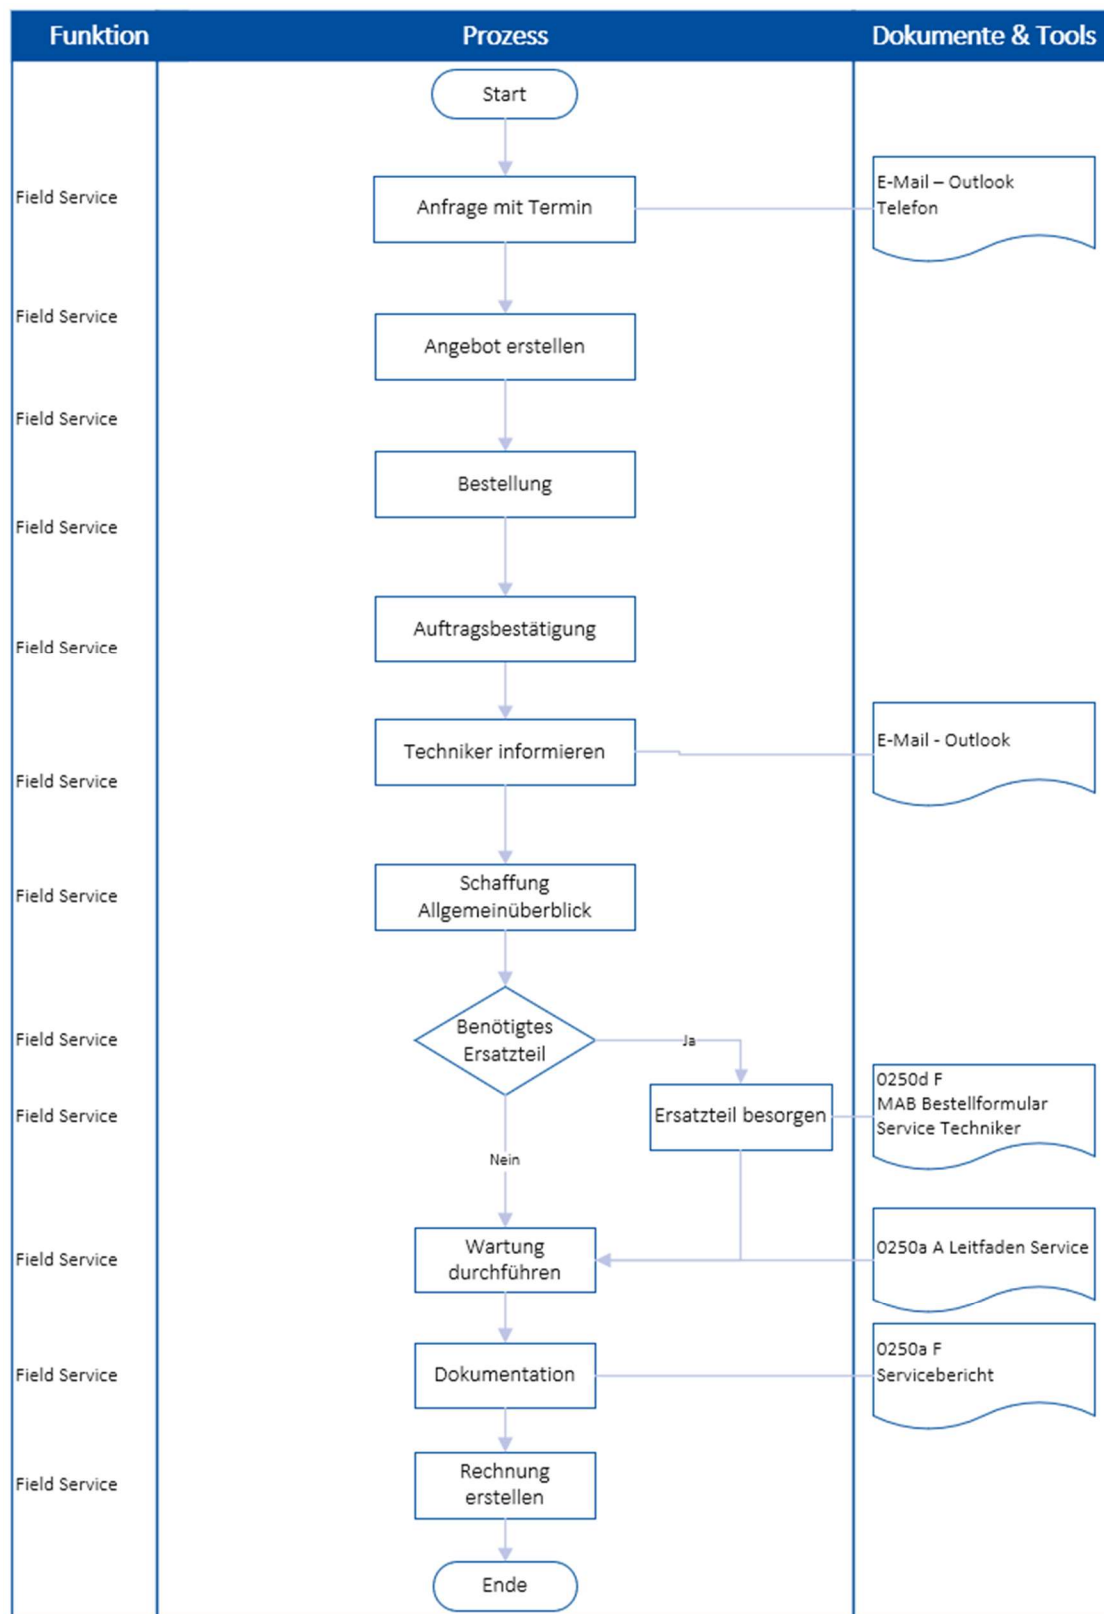 Funktion
Prozess
Dokumente & Tools
Start
Field Service
Anfrage mit Termin
E-Mail – Outlook
Telefon
Field Service
Angebot erstellen
Field Service
Bestellung
Field Service
Auftragsbestätigung
Field Service
Techniker informieren
E-Mail - Outlook
Field Service
Schaffung
Allgemeinüberblick
Field Service
Benötigtes
Ersatzteil
Ja
Field Service
Ersatzteil besorgen
0250d F
MAB Bestellformular
Service Techniker
Field Service
Nein
Wartung
durchführen
0250a A Leitfaden Service
Field Service
Dokumentation
0250a F
Servicebericht
Field Service
Rechnung
erstellen
Field Service
Ende